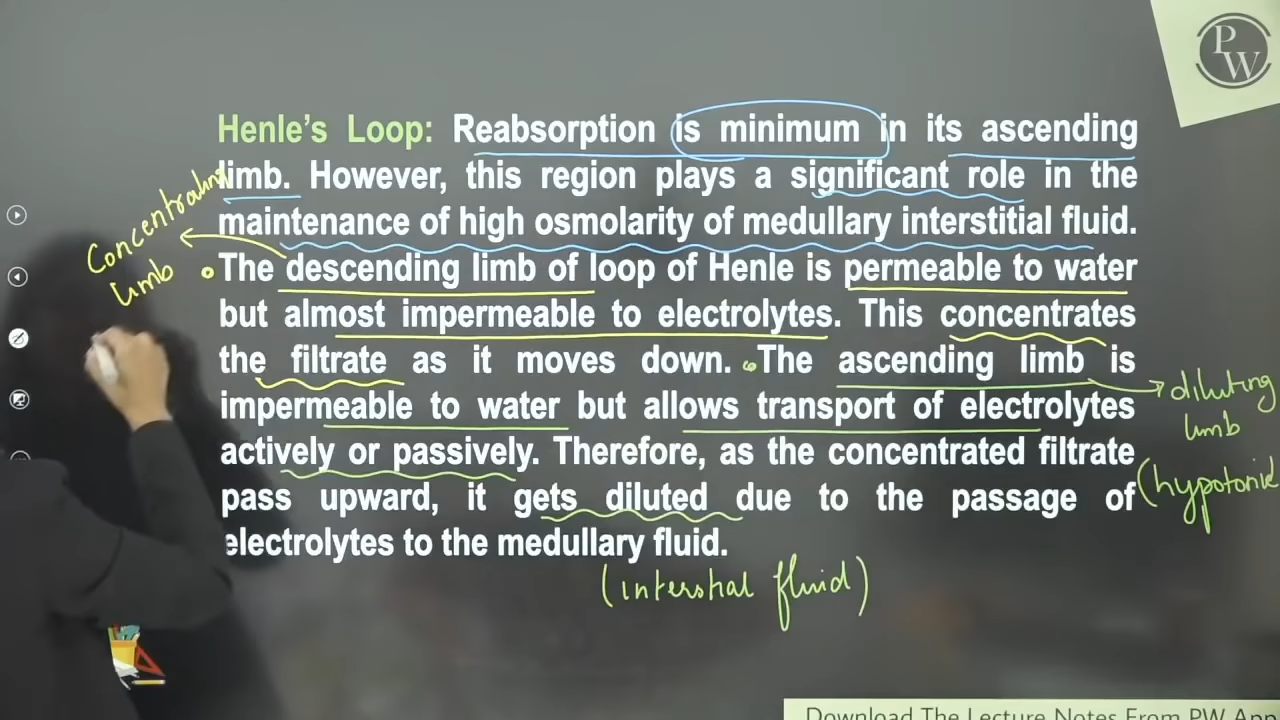 PW
Henle's Loop: Reabsorption is minimum in its ascending
limb. However, this region plays a significant role in the
maintenance of high osmolarity of medullary interstitial fluid.
The descending limb of loop of Henle is permeable to water
but almost impermeable to electrolytes. This concentrates
the filtrate as it moves down. The ascending limb is
impermeable to water but allows transport of electrolytes
actively or passively. Therefore, as the concentrated filtrate
pass upward, it gets diluted due to the passage of
electrolytes to the medullary fluid.
Concentrating
limb
diluting
limb
(hypotonic
(interstial fluid)
Download The Lecture Notes From PW App